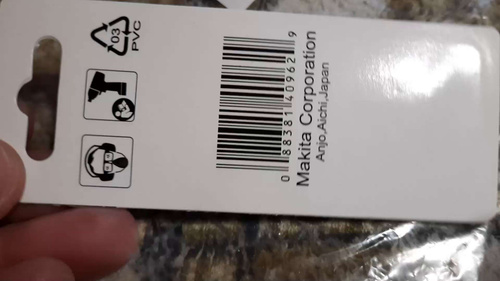 03
PVC
0 88381 40962 9
Makita Corporation
Anjo,Aichi,Japan